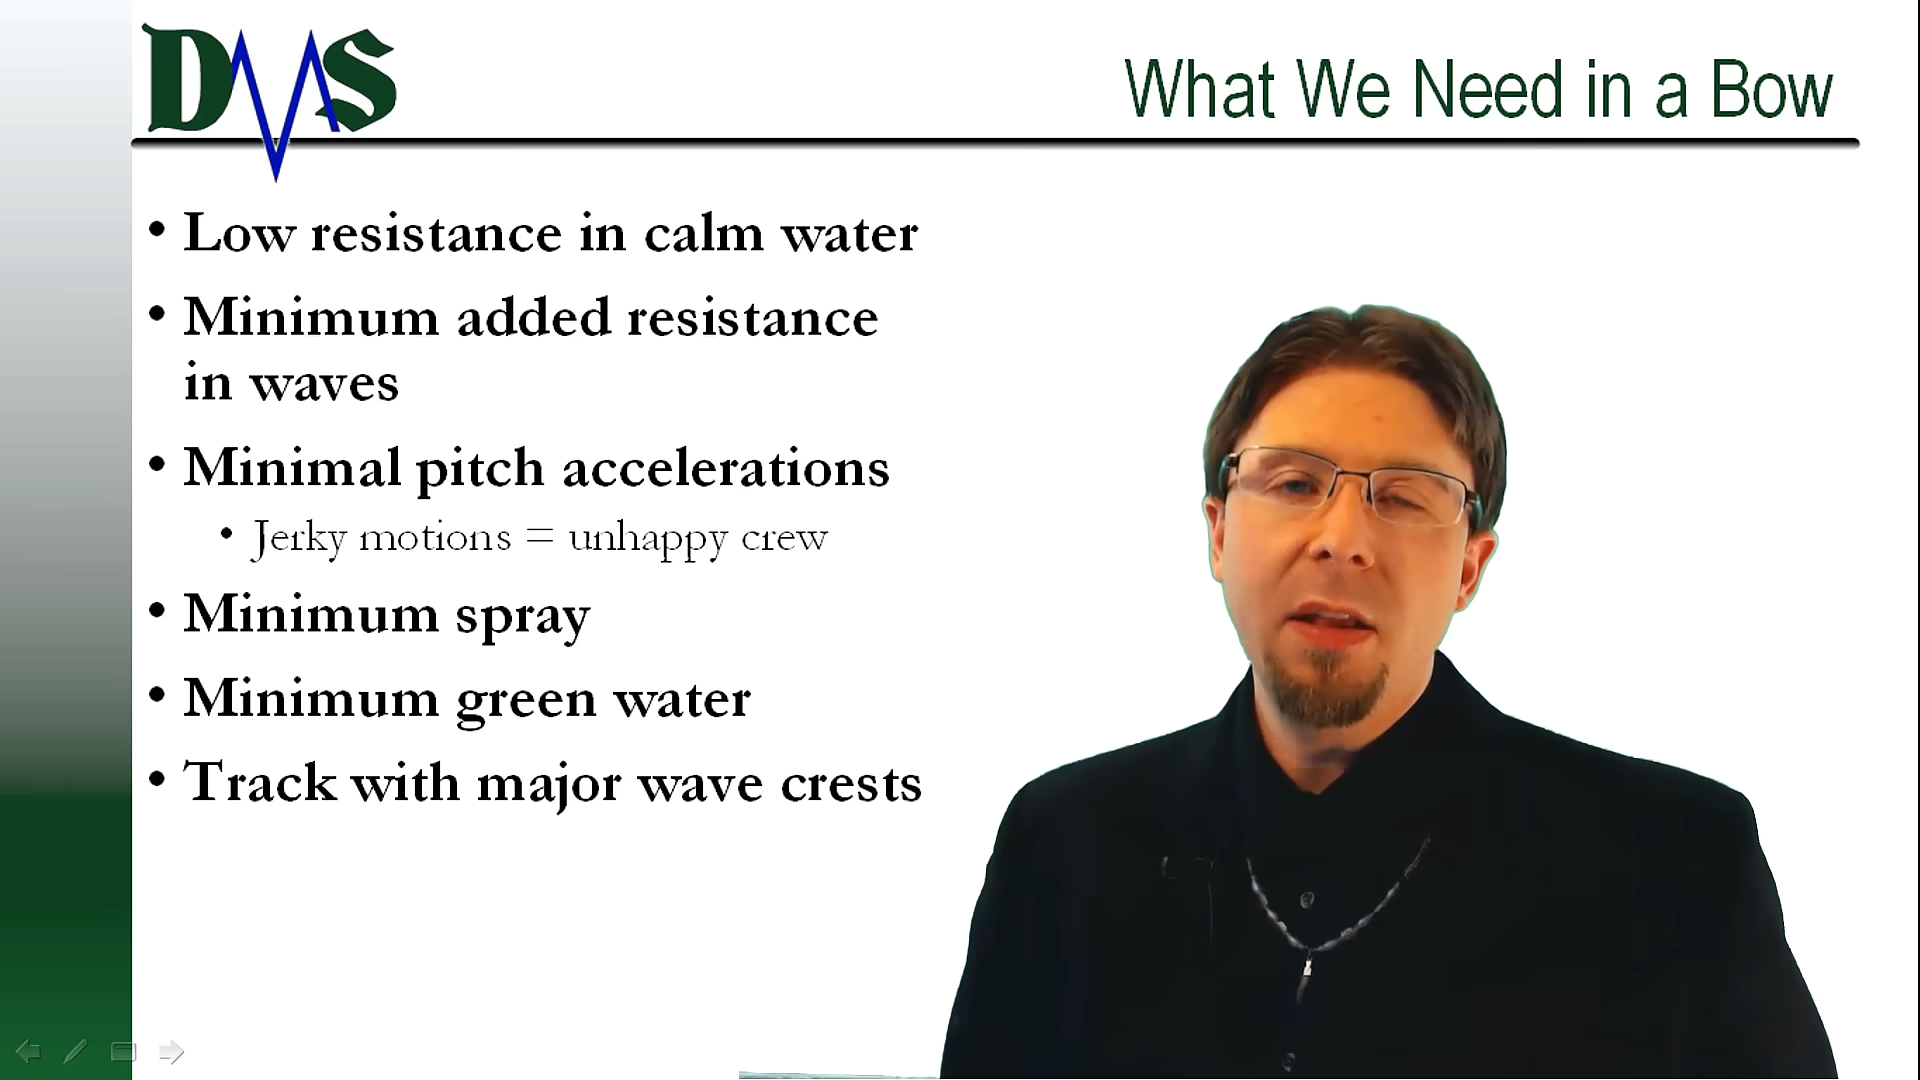 DMS
What We Need in a Bow
• Low resistance in calm water
• Minimum added resistance
in waves
• Minimal pitch accelerations
• Jerky motions = unhappy crew
• Minimum spray
• Minimum green water
• Track with major wave crests